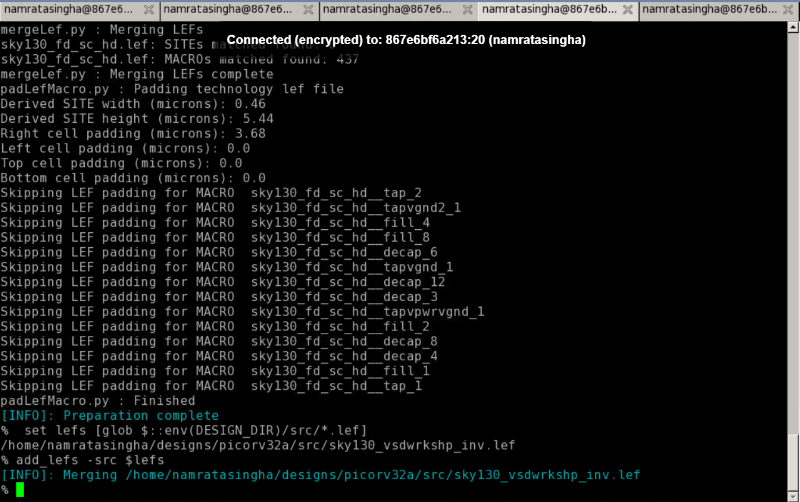 namratasingha@867e6... namratasingha@867e6... namratasingha@867e6... namratasingha@867e6b... namratasingha@867e6b...
mergeLef.py : Merging LEFs
sky130_fd_sc_hd.lef: SITEs matched found:
Connected (encrypted) to: 867e6bf6a213:20 (namratasingha)
sky130_fd_sc_hd.lef: MACROs matched found: 437
mergeLef.py : Merging LEFs complete
padLefMacro.py : Padding technology lef file
Derived SITE width (microns): 0.46
Derived SITE height (microns): 5.44
Right cell padding (microns): 3.68
Left cell padding (microns): 0.0
Top cell padding (microns): 0.0
Bottom cell padding (microns): 0.0
Skipping LEF padding for MACRO  sky130_fd_sc_hd__tap_2
Skipping LEF padding for MACRO  sky130_fd_sc_hd__tapvgnd2_1
Skipping LEF padding for MACRO  sky130_fd_sc_hd__fill_4
Skipping LEF padding for MACRO  sky130_fd_sc_hd__fill_8
Skipping LEF padding for MACRO  sky130_fd_sc_hd__decap_6
Skipping LEF padding for MACRO  sky130_fd_sc_hd__tapvgnd_1
Skipping LEF padding for MACRO  sky130_fd_sc_hd__decap_12
Skipping LEF padding for MACRO  sky130_fd_sc_hd__decap_3
Skipping LEF padding for MACRO  sky130_fd_sc_hd__tapvpwrvgnd_1
Skipping LEF padding for MACRO  sky130_fd_sc_hd__fill_2
Skipping LEF padding for MACRO  sky130_fd_sc_hd__decap_8
Skipping LEF padding for MACRO  sky130_fd_sc_hd__decap_4
Skipping LEF padding for MACRO  sky130_fd_sc_hd__fill_1
Skipping LEF padding for MACRO  sky130_fd_sc_hd__tap_1
padLefMacro.py : Finished
[INFO]: Preparation complete
%  set lefs [glob $::env(DESIGN_DIR)/src/*.lef]
/home/namratasingha/designs/picorv32a/src/sky130_vsdwrkshp_inv.lef
% add_lefs -src $lefs
[INFO]: Merging /home/namratasingha/designs/picorv32a/src/sky130_vsdwrkshp_inv.lef
%